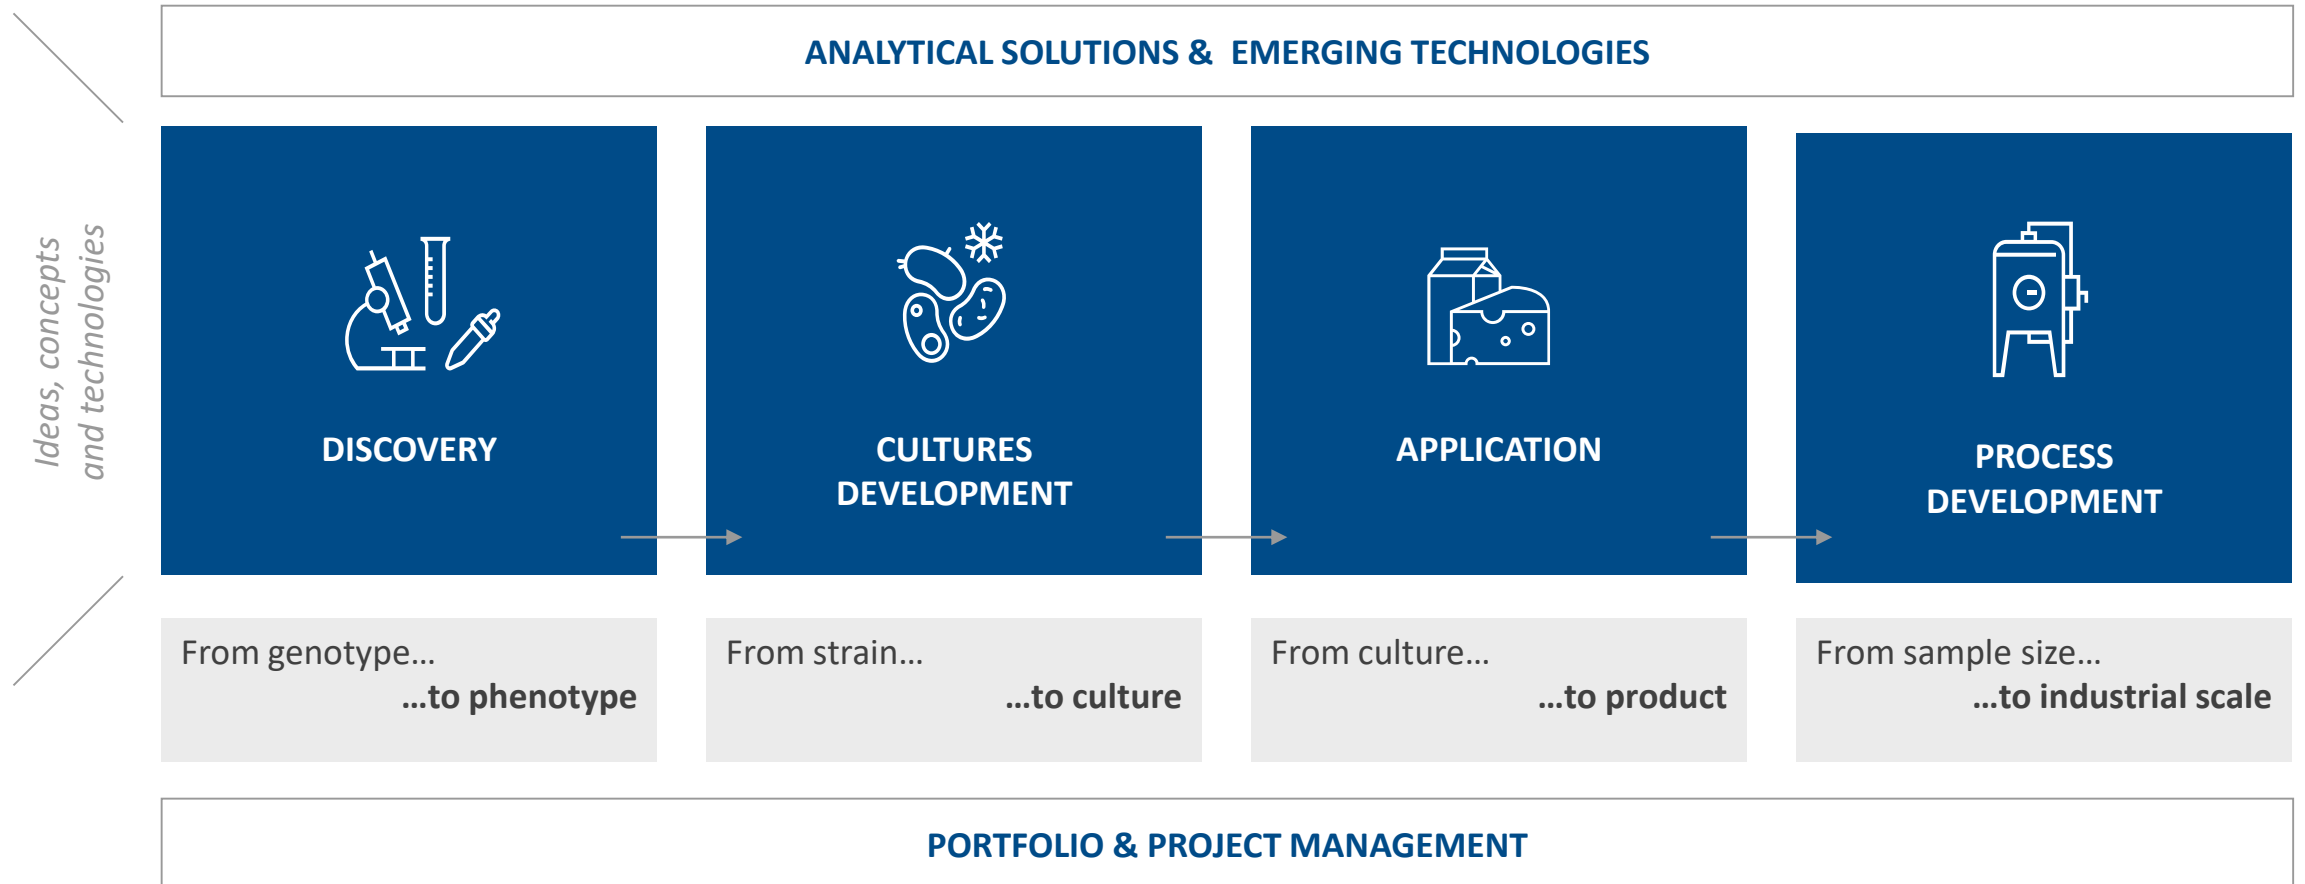 ANALYTICAL SOLUTIONS & EMERGING TECHNOLOGIES
Ideas, concepts
and technologies
DISCOVERY
CULTURES
DEVELOPMENT
APPLICATION
PROCESS
DEVELOPMENT
From genotype...
...to phenotype
From strain...
...to culture
From culture...
...to product
From sample size...
...to industrial scale
PORTFOLIO & PROJECT MANAGEMENT